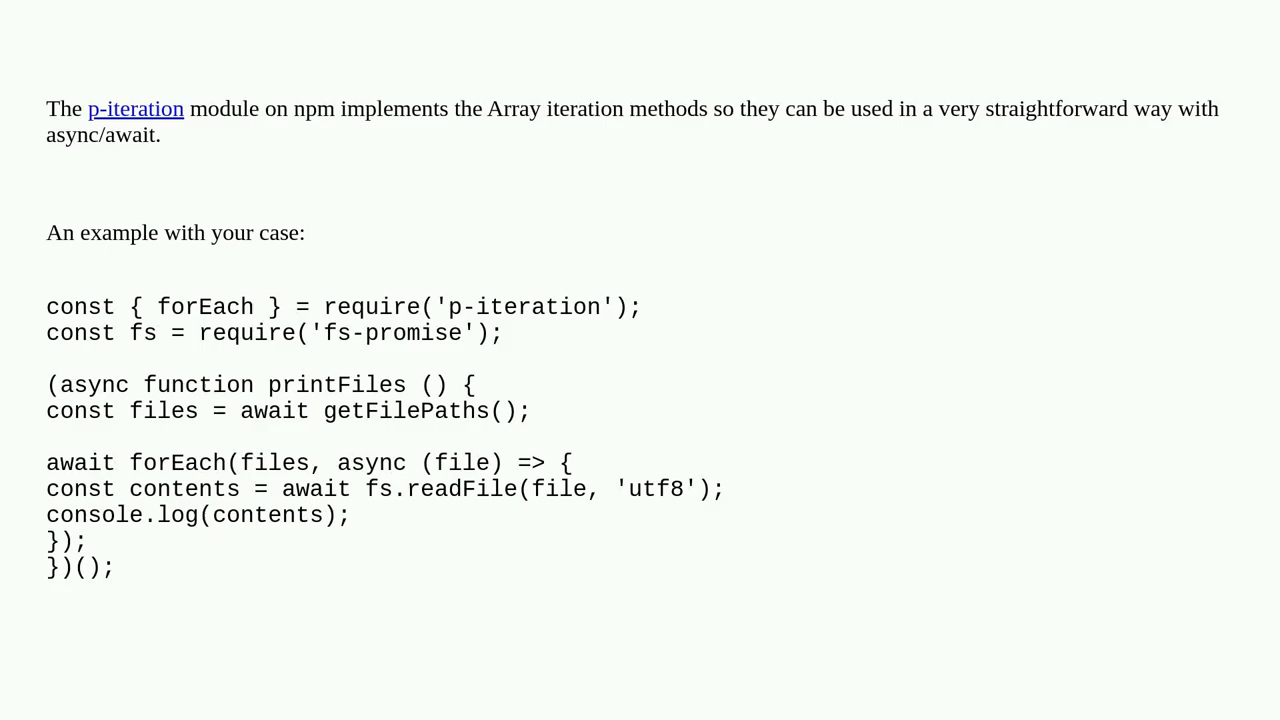 The p-iteration module on npm implements the Array iteration methods so they can be used in a very straightforward way with
async/await.
An example with your case:
const { forEach } = require('p-iteration');
const fs = require('fs-promise');
(async function printFiles () {
const files = await getFilePaths();
await forEach(files, async (file) => {
const contents = await fs.readFile(file, 'utf8');
console.log(contents);
});
})();